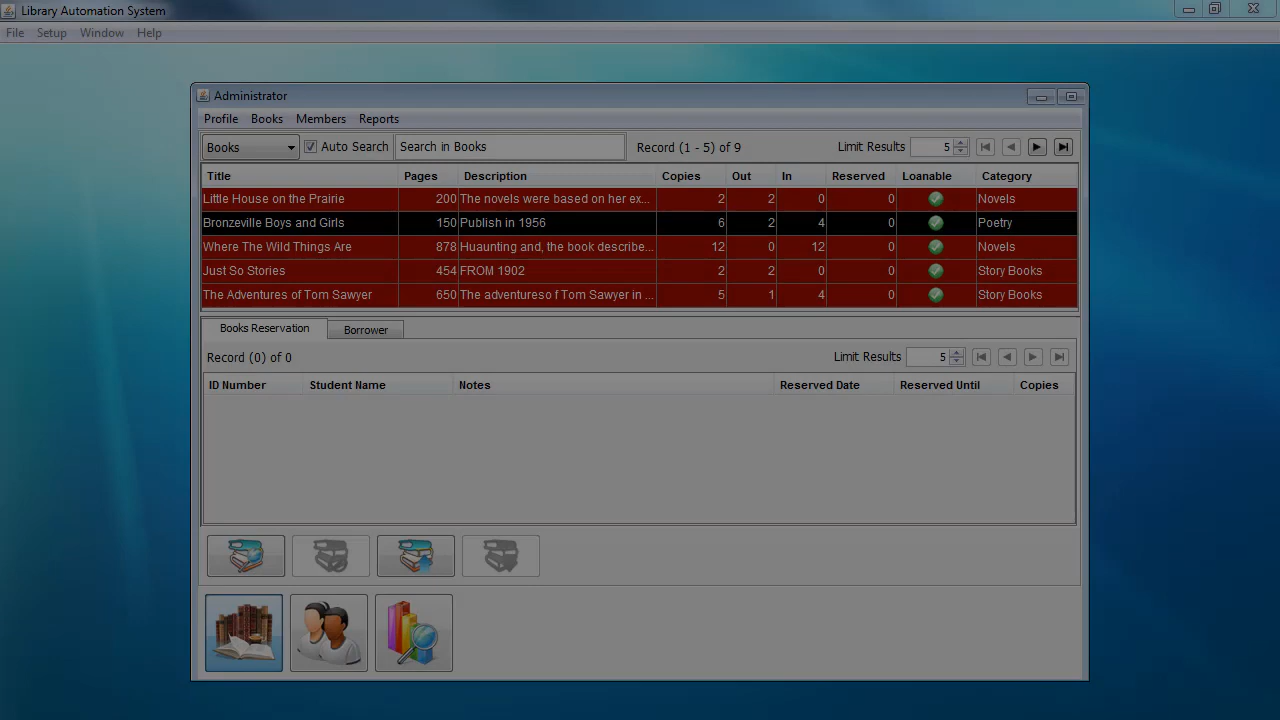 Library Automation System
File Setup Window Help
Administrator
Profile Books Members Reports
Books Auto Search Search in Books Record (1 - 5) of 9 Limit Results 5
Title Pages Description Copies Out In Reserved Loanable Category
Little House on the Prairie 200 The novels were based on her ex... 2 2 0 0 Novels
Bronzeville Boys and Girls 150 Publish in 1956 6 2 4 0 Poetry
Where The Wild Things Are 878 Huaunting and, the book describe... 12 0 12 0 Novels
Just So Stories 454 FROM 1902 2 2 0 0 Story Books
The Adventures of Tom Sawyer 650 The adventureso f Tom Sawyer in ... 5 1 4 0 Story Books
Books Reservation Borrower
Record (0) of 0 Limit Results 5
ID Number Student Name Notes Reserved Date Reserved Until Copies